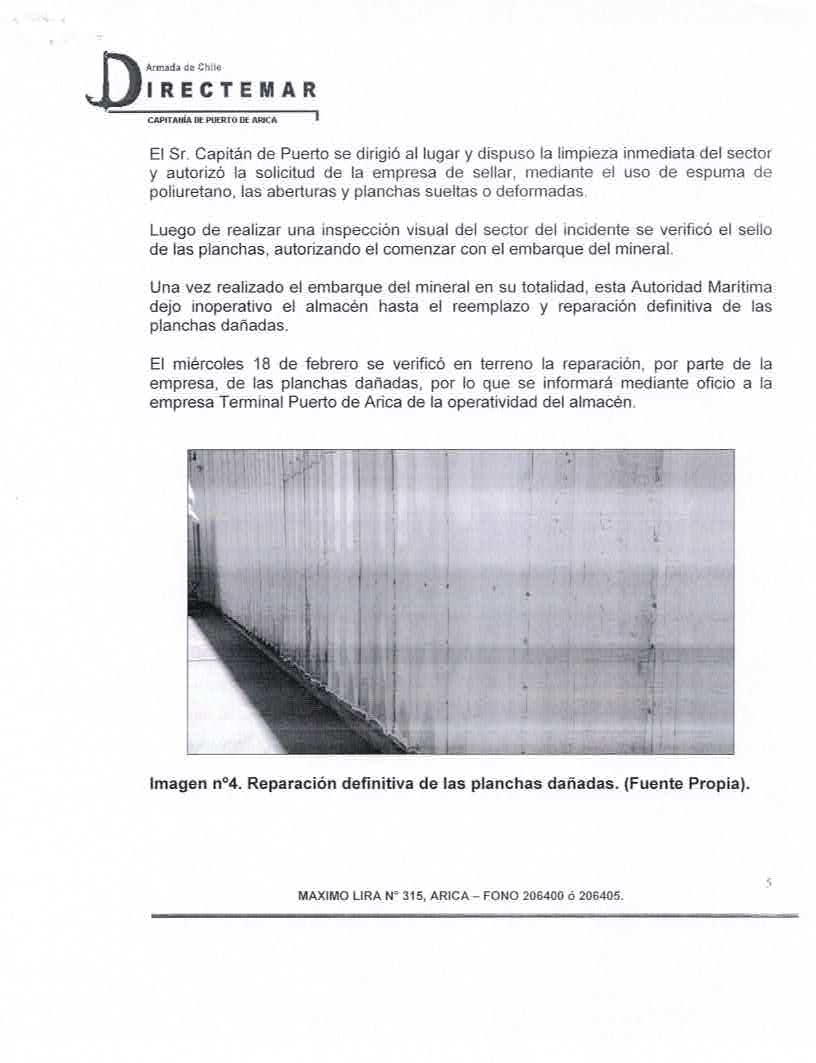 Armada de Chile
DIRECTEMAR
CAPITANÍA DE PUERTO DE ARICA
El Sr. Capitán de Puerto se dirigió al lugar y dispuso la limpieza inmediata del sector
y autorizó la solicitud de la empresa de sellar, mediante el uso de espuma de
poliuretano, las aberturas y planchas sueltas o deformadas.
Luego de realizar una inspección visual del sector del incidente se verificó el sello
de las planchas, autorizando el comenzar con el embarque del mineral.
Una vez realizado el embarque del mineral en su totalidad, esta Autoridad Marítima
dejo inoperativo el almacén hasta el reemplazo y reparación definitiva de las
planchas dañadas.
El miércoles 18 de febrero se verificó en terreno la reparación, por parte de la
empresa, de las planchas dañadas, por lo que se informará mediante oficio a la
empresa Terminal Puerto de Arica de la operatividad del almacén.
Imagen nº4. Reparación definitiva de las planchas dañadas. (Fuente Propia).
5
MAXIMO LIRA N° 315, ARICA – FONO 206400 ó 206405.